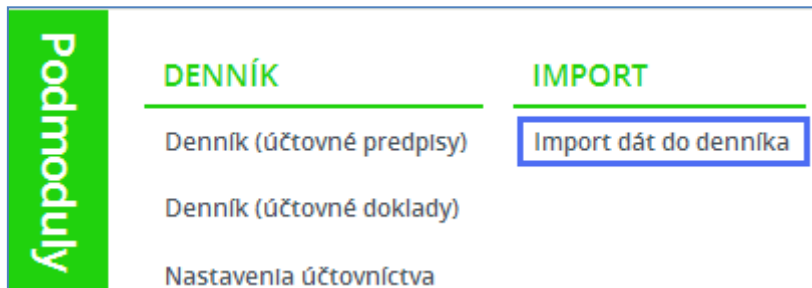 Podmoduly
DENNÍK
Denník (účtovné predpisy)
Denník (účtovné doklady)
Nastavenia účtovníctva
IMPORT
Import dát do denníka